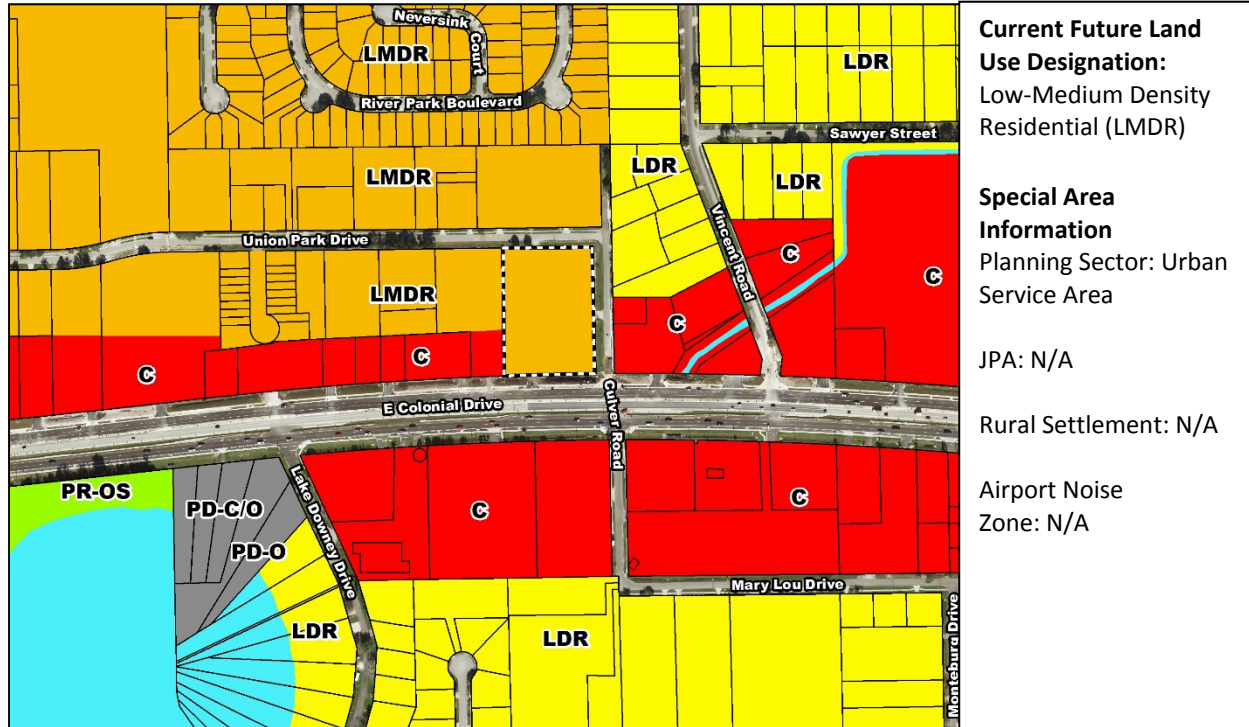 Neversink
Court
LMDR
River Park Boulevard
LDR
Sawyer Street
LMDR
LDR
LDR
Vincent Road
Union Park Drive
C
LMDR
C
C
C
C
E Colonial Drive
Culver Road
PR-OS
PD-C/O
PD-O
Lake Downey Drive
C
C
LDR
LDR
Mary Lou Drive
Monteburg Drive
Current Future Land
Use Designation:
Low-Medium Density
Residential (LMDR)
Special Area
Information
Planning Sector: Urban
Service Area
JPA: N/A
Rural Settlement: N/A
Airport Noise
Zone: N/A